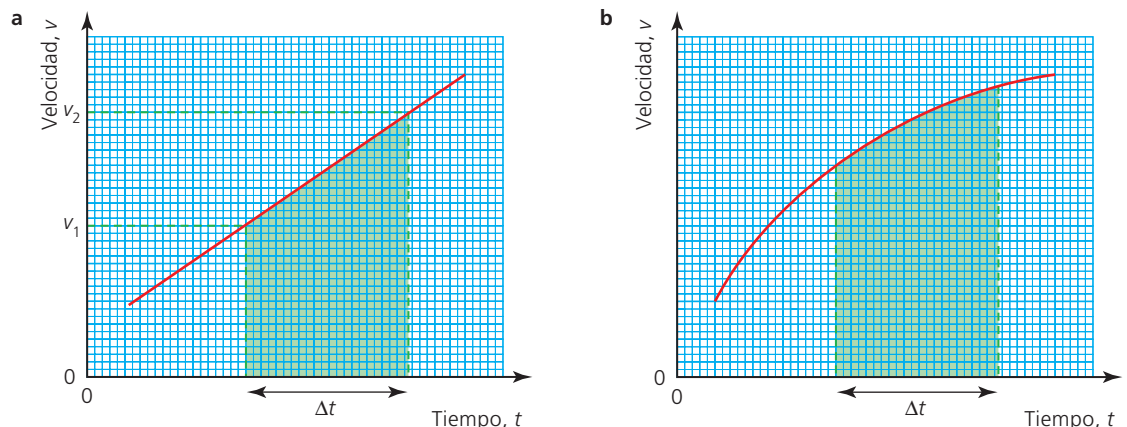 a
Velocidad, v
v₂
v₁
0
0
Δt
Tiempo, t
b
Velocidad, v
0
0
Δt
Tiempo, t